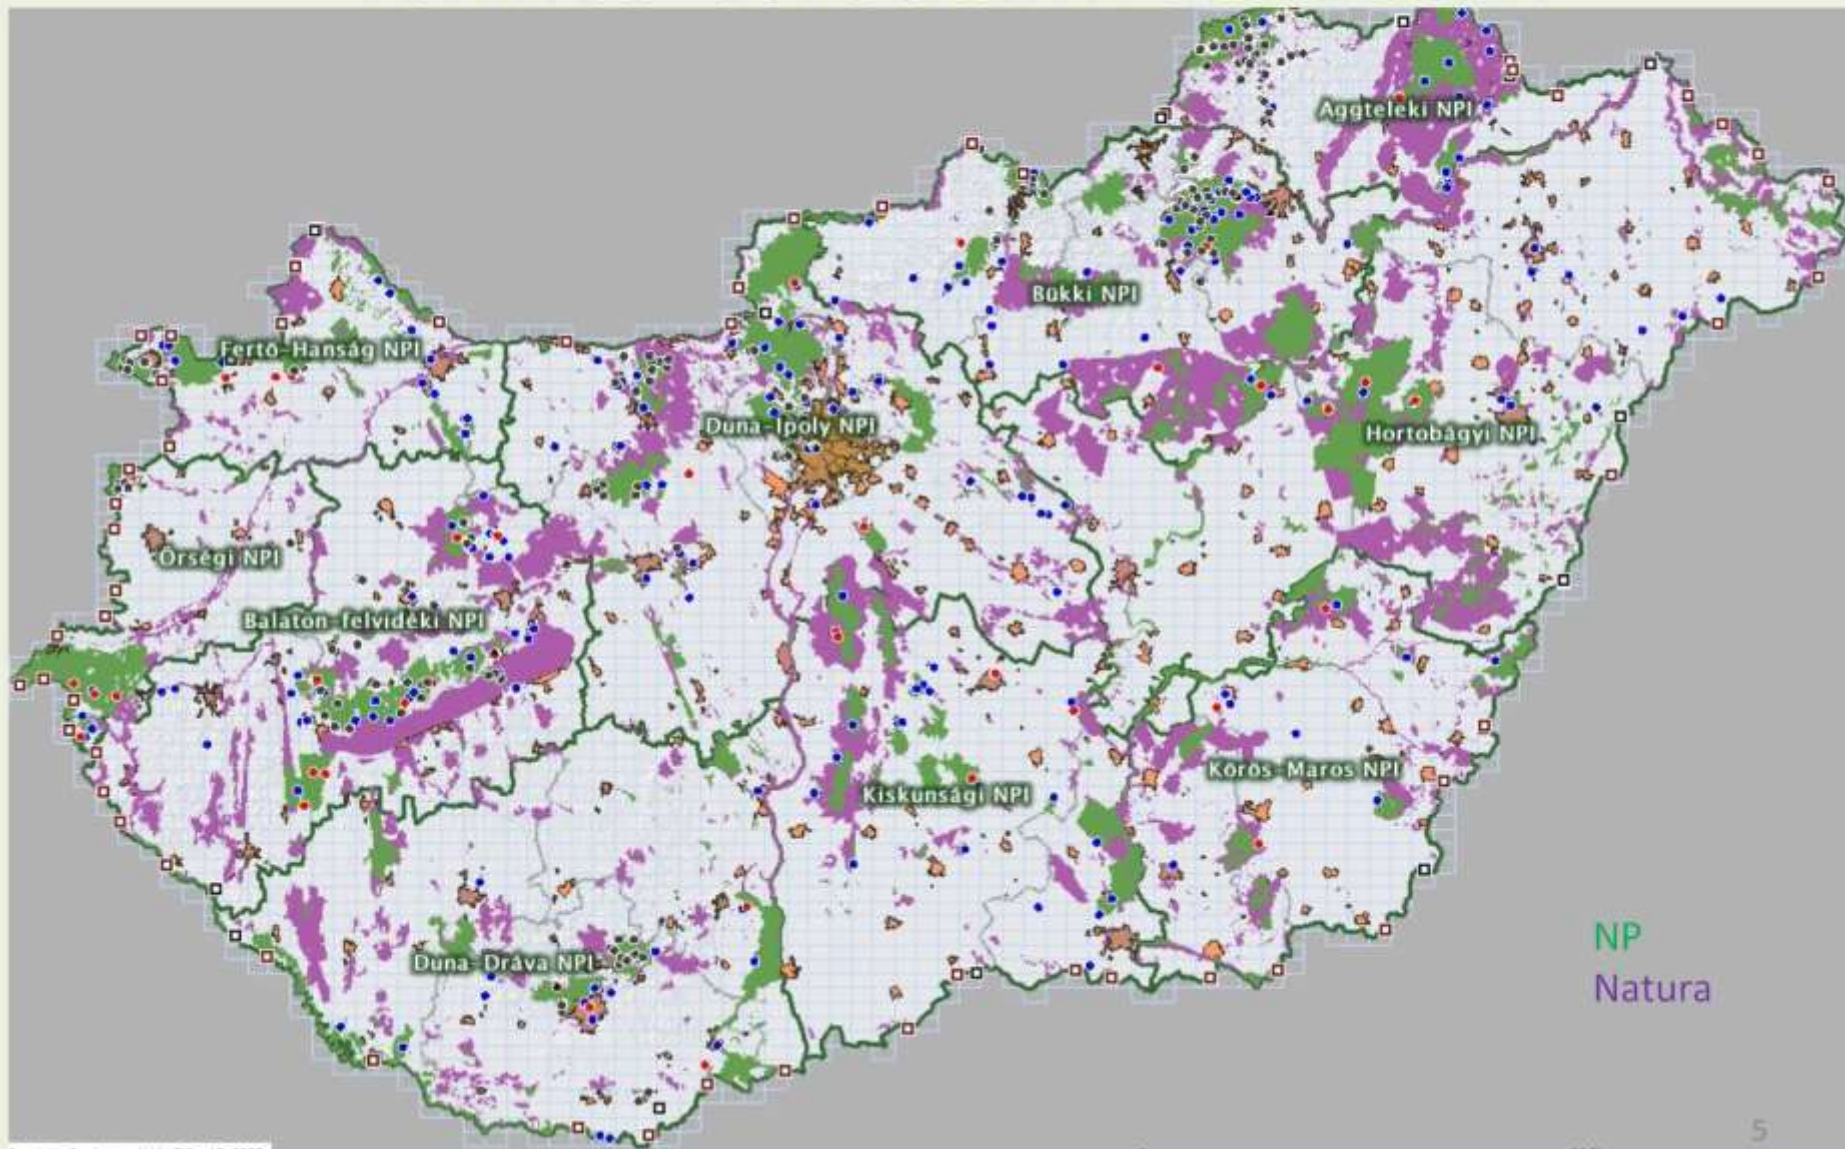 Aggteleki NPI
Bükki NPI
Fertő-Hanság NPI
Duna-Ipoly NPI
Hortobágyi NPI
Őrségi NPI
Balaton-felvidéki NPI
Körös-Maros NPI
Kiskunsági NPI
Duna-Dráva NPI
NP
Natura
5